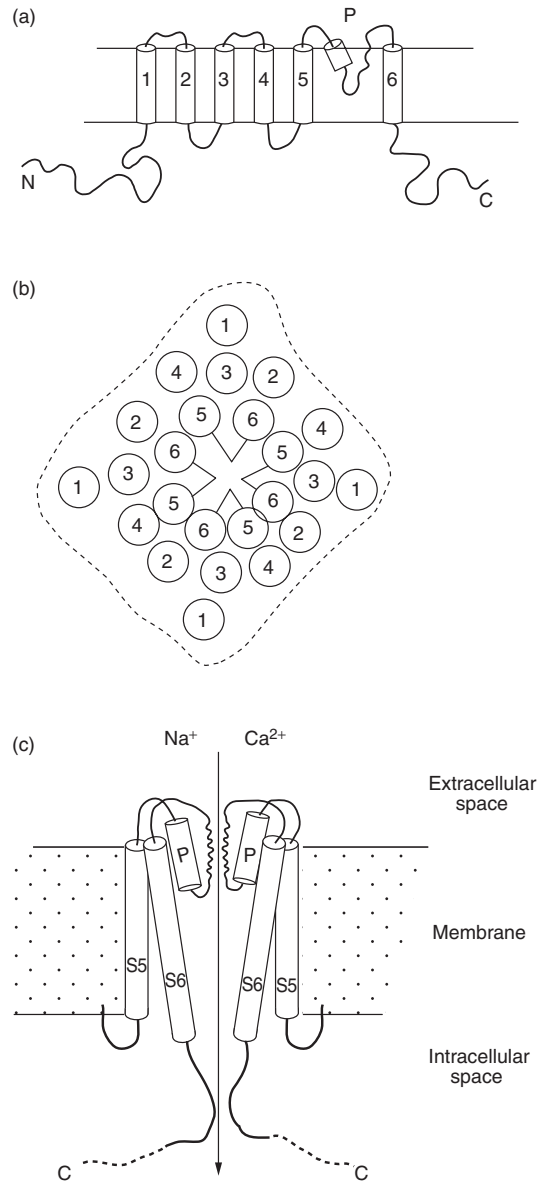 (a)
P
1 2 3 4 5 6
N
C
(b)
1
4 3 2
5 6
2 4
6 5
3 3
1 1
5 6
4 6 5 2
2 3 4
1
(c)
Na+ Ca2+
Extracellular
space
P P
Membrane
S5 S6 S6 S5
Intracellular
space
C C